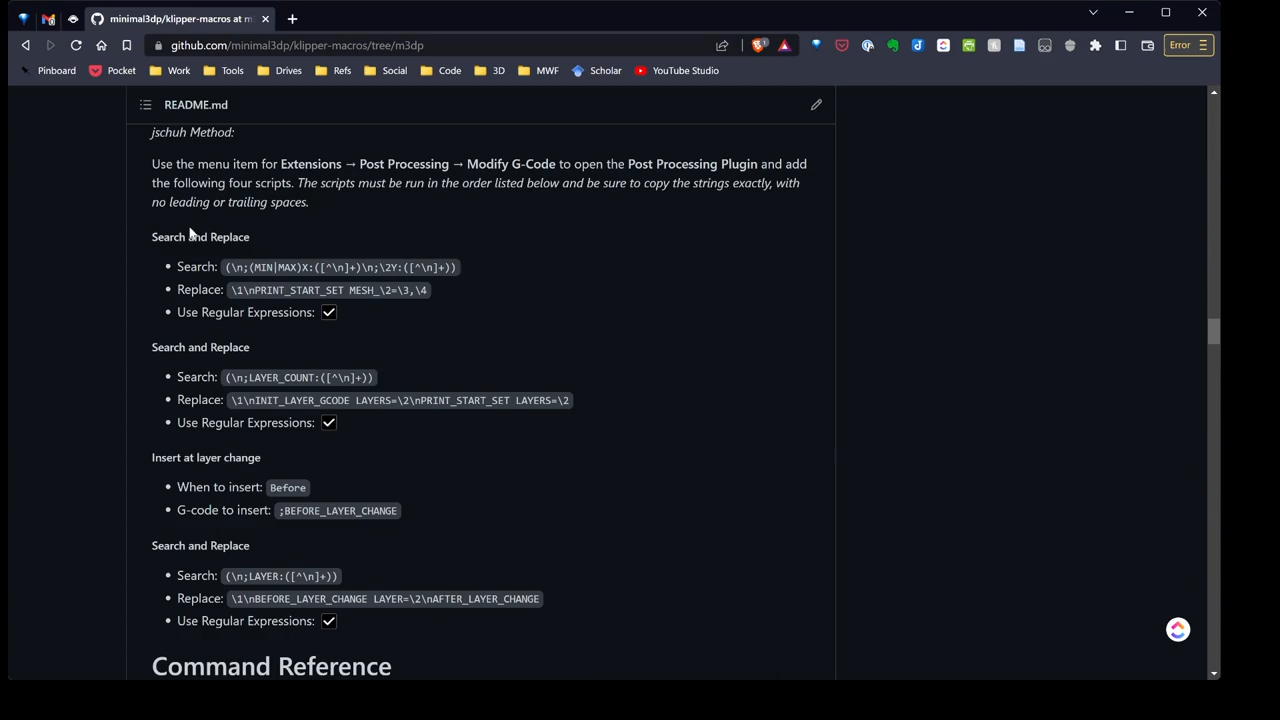 minimal3dp/klipper-macros at m
github.com/minimal3dp/klipper-macros/tree/m3dp
Error
Pinboard Pocket Work Tools Drives Refs Social Code 3D MWF Scholar YouTube Studio
README.md
jschuh Method:
Use the menu item for Extensions → Post Processing → Modify G-Code to open the Post Processing Plugin and add
the following four scripts. The scripts must be run in the order listed below and be sure to copy the strings exactly, with
no leading or trailing spaces.
Search and Replace
• Search: (\n;(MIN|MAX)X:([^\n]+)\n;\2Y:([^\n]+))
• Replace: \1\nPRINT_START_SET MESH_\2=\3,\4
• Use Regular Expressions:
Search and Replace
• Search: (\n;LAYER_COUNT:([^\n]+))
• Replace: \1\nINIT_LAYER_GCODE LAYERS=\2\nPRINT_START_SET LAYERS=\2
• Use Regular Expressions:
Insert at layer change
• When to insert: Before
• G-code to insert: ;BEFORE_LAYER_CHANGE
Search and Replace
• Search: (\n;LAYER:([^\n]+))
• Replace: \1\nBEFORE_LAYER_CHANGE LAYER=\2\nAFTER_LAYER_CHANGE
• Use Regular Expressions:
Command Reference